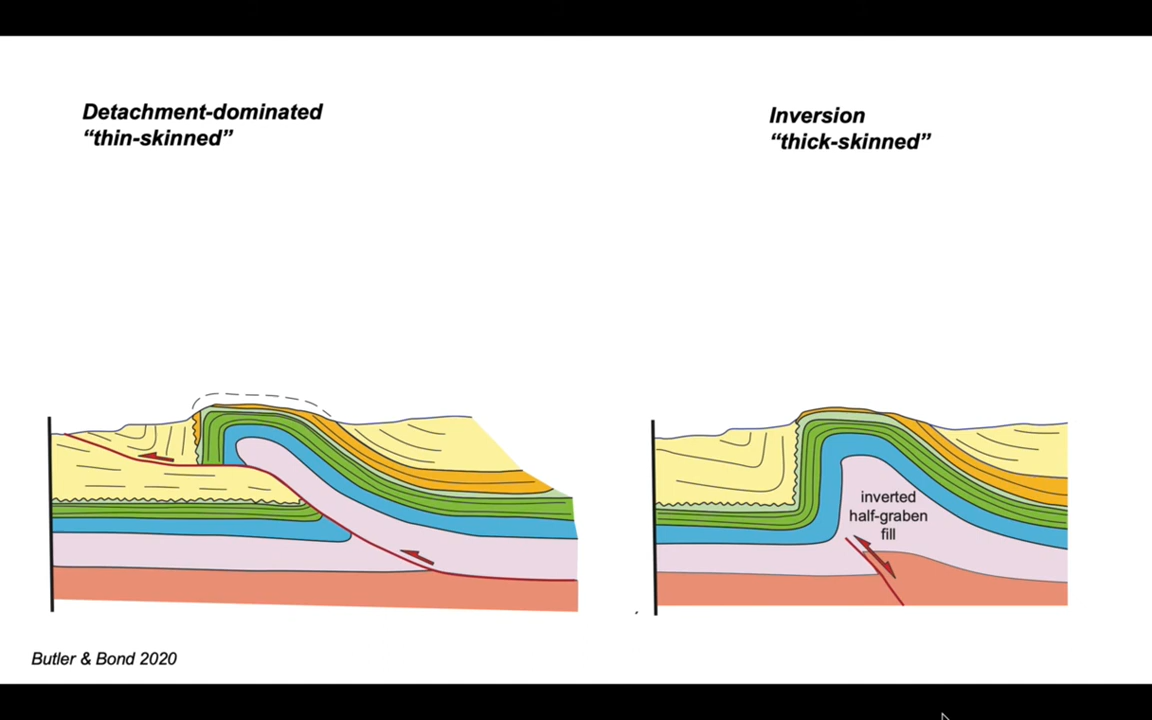 Detachment-dominated
“thin-skinned”
Inversion
“thick-skinned”
inverted
half-graben
fill
Butler & Bond 2020